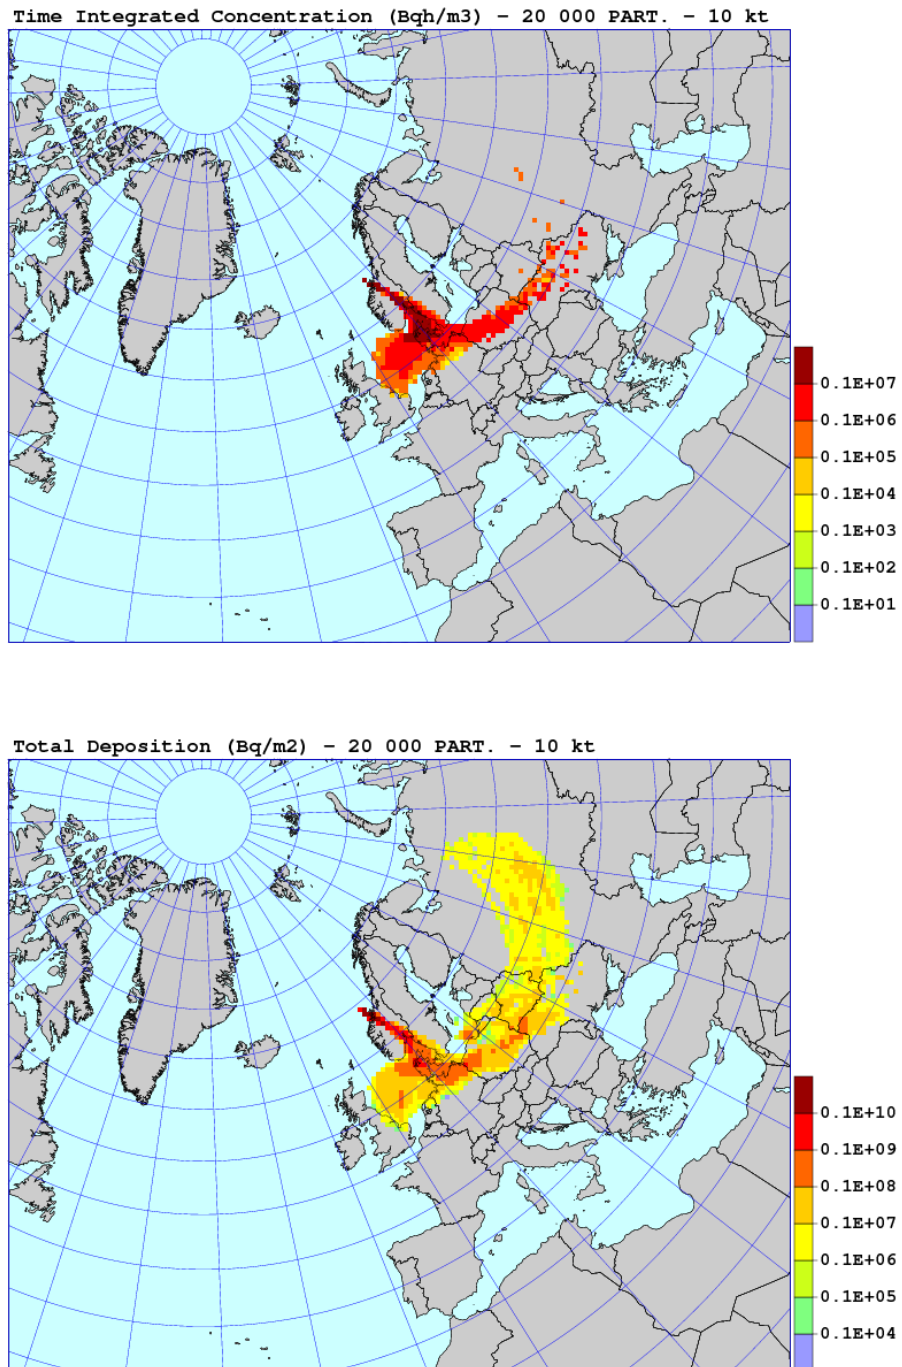 Time Integrated Concentration (Bqh/m3) – 20 000 PART. – 10 kt
0.1E+07
0.1E+06
0.1E+05
0.1E+04
0.1E+03
0.1E+02
0.1E+01
Total Deposition (Bq/m2) – 20 000 PART. – 10 kt
0.1E+10
0.1E+09
0.1E+08
0.1E+07
0.1E+06
0.1E+05
0.1E+04